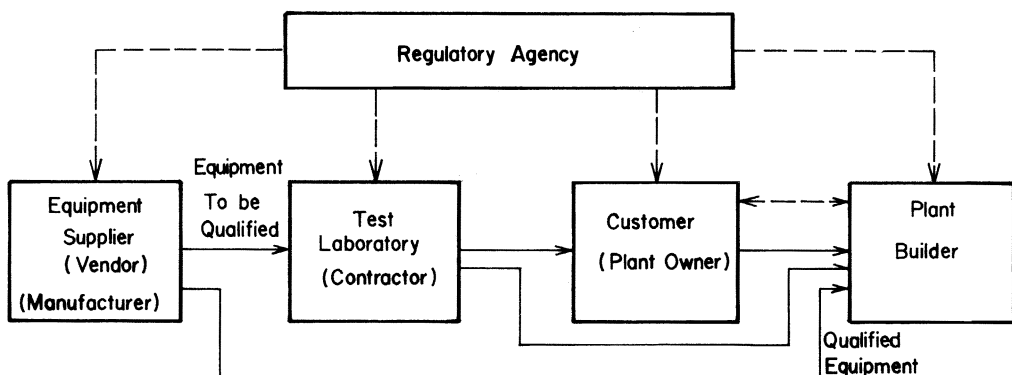 Regulatory Agency
Equipment
To be
Qualified
Equipment
Supplier
(Vendor)
(Manufacturer)
Test
Laboratory
(Contractor)
Customer
(Plant Owner)
Plant
Builder
Qualified
Equipment